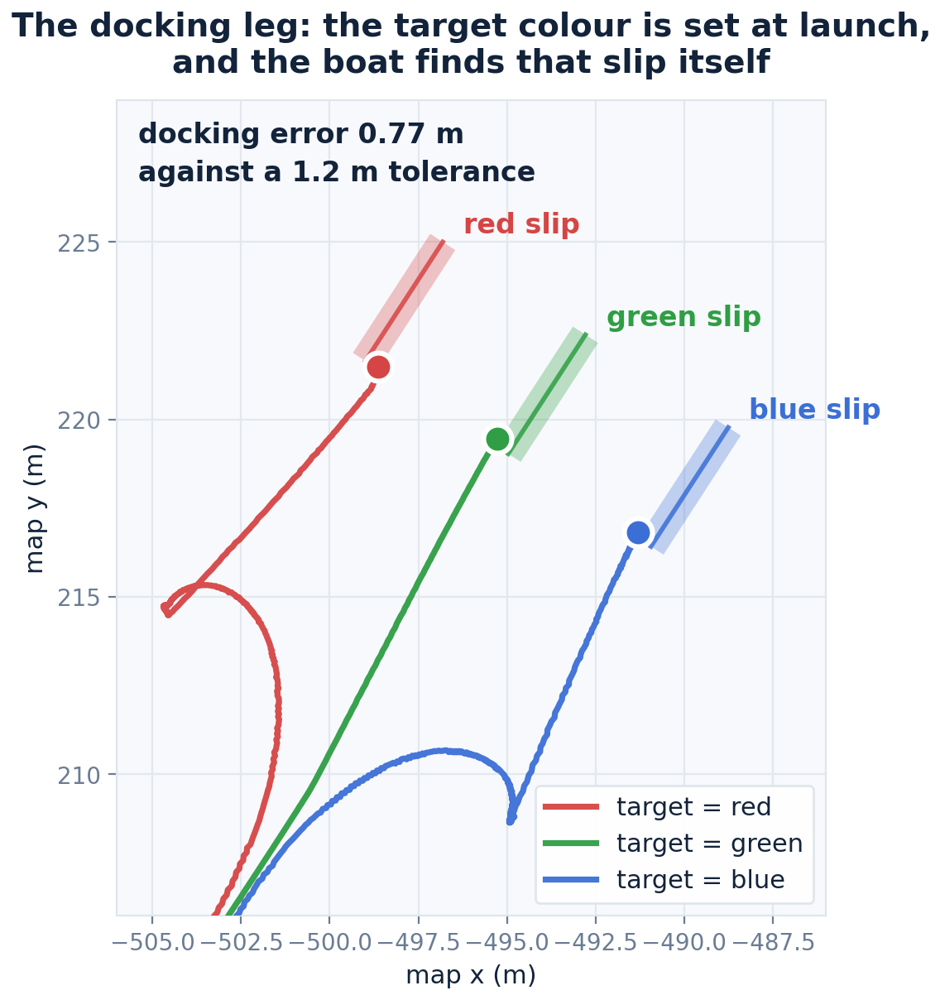 The docking leg: the target colour is set at launch,
and the boat finds that slip itself
docking error 0.77 m
against a 1.2 m tolerance
red slip
green slip
blue slip
225
220
215
210
map y (m)
target = red
target = green
target = blue
−505.0 −502.5 −500.0 −497.5 −495.0 −492.5 −490.0 −487.5
map x (m)